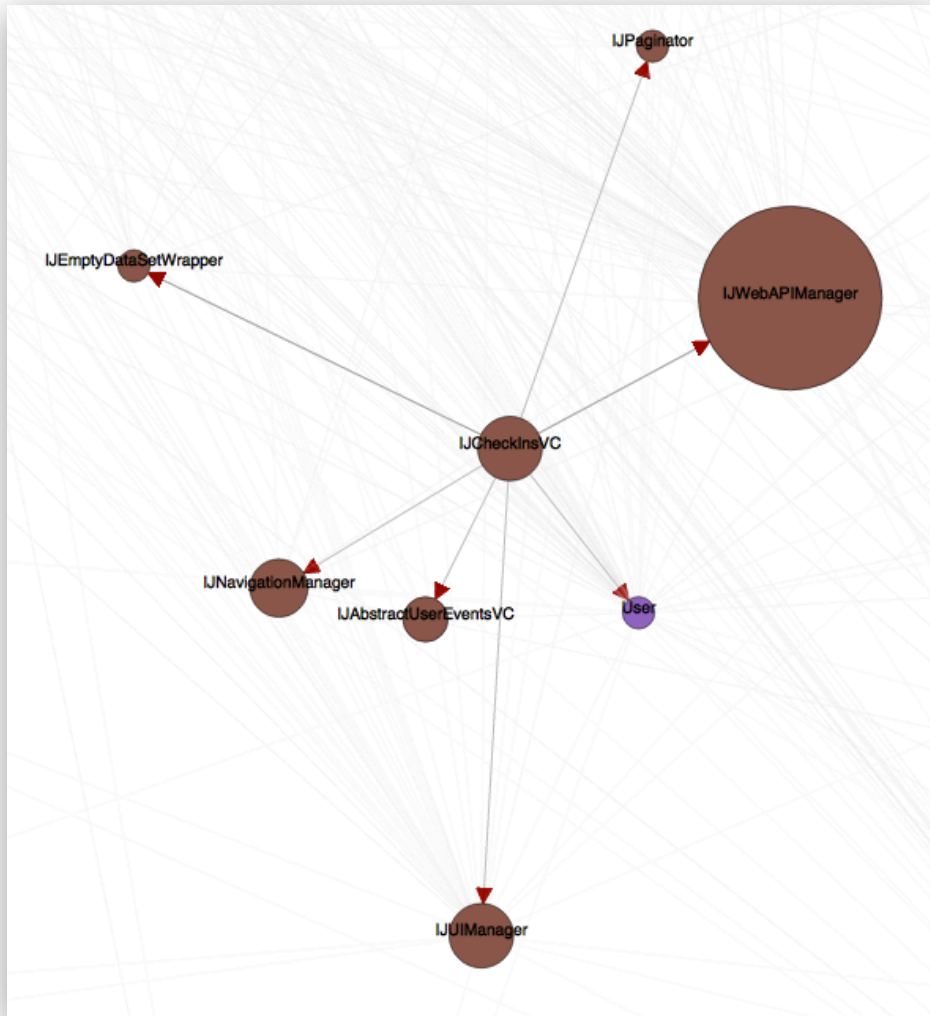 IJPaginator
IJEmptyDataSetWrapper
IJWebAPIManager
IJCheckInsVC
IJNavigationManager
IJAbstractUserEventsVC
User
IJUIManager